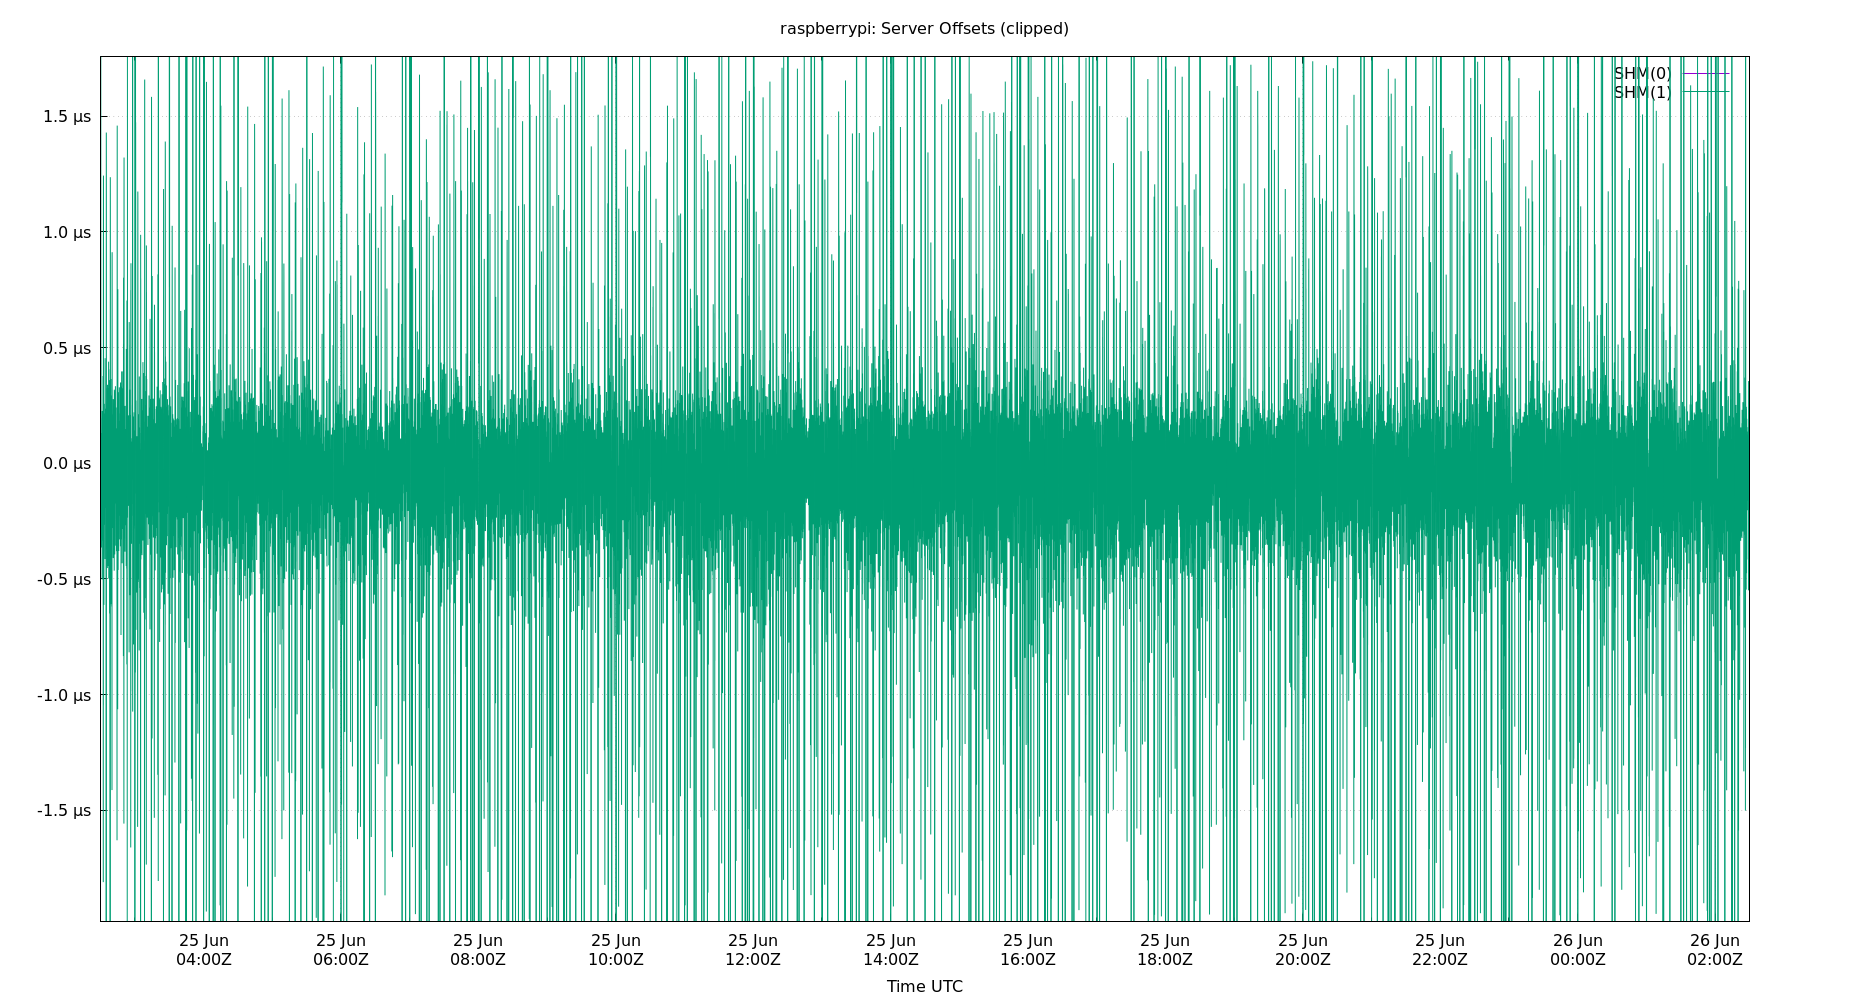 raspberrypi: Server Offsets (clipped)
SHM(0)
SHM(1)
1.5 µs
1.0 µs
0.5 µs
0.0 µs
-0.5 µs
-1.0 µs
-1.5 µs
25 Jun 25 Jun 25 Jun 25 Jun 25 Jun 25 Jun 25 Jun 25 Jun 25 Jun 25 Jun 26 Jun 26 Jun
04:00Z 06:00Z 08:00Z 10:00Z 12:00Z 14:00Z 16:00Z 18:00Z 20:00Z 22:00Z 00:00Z 02:00Z
Time UTC